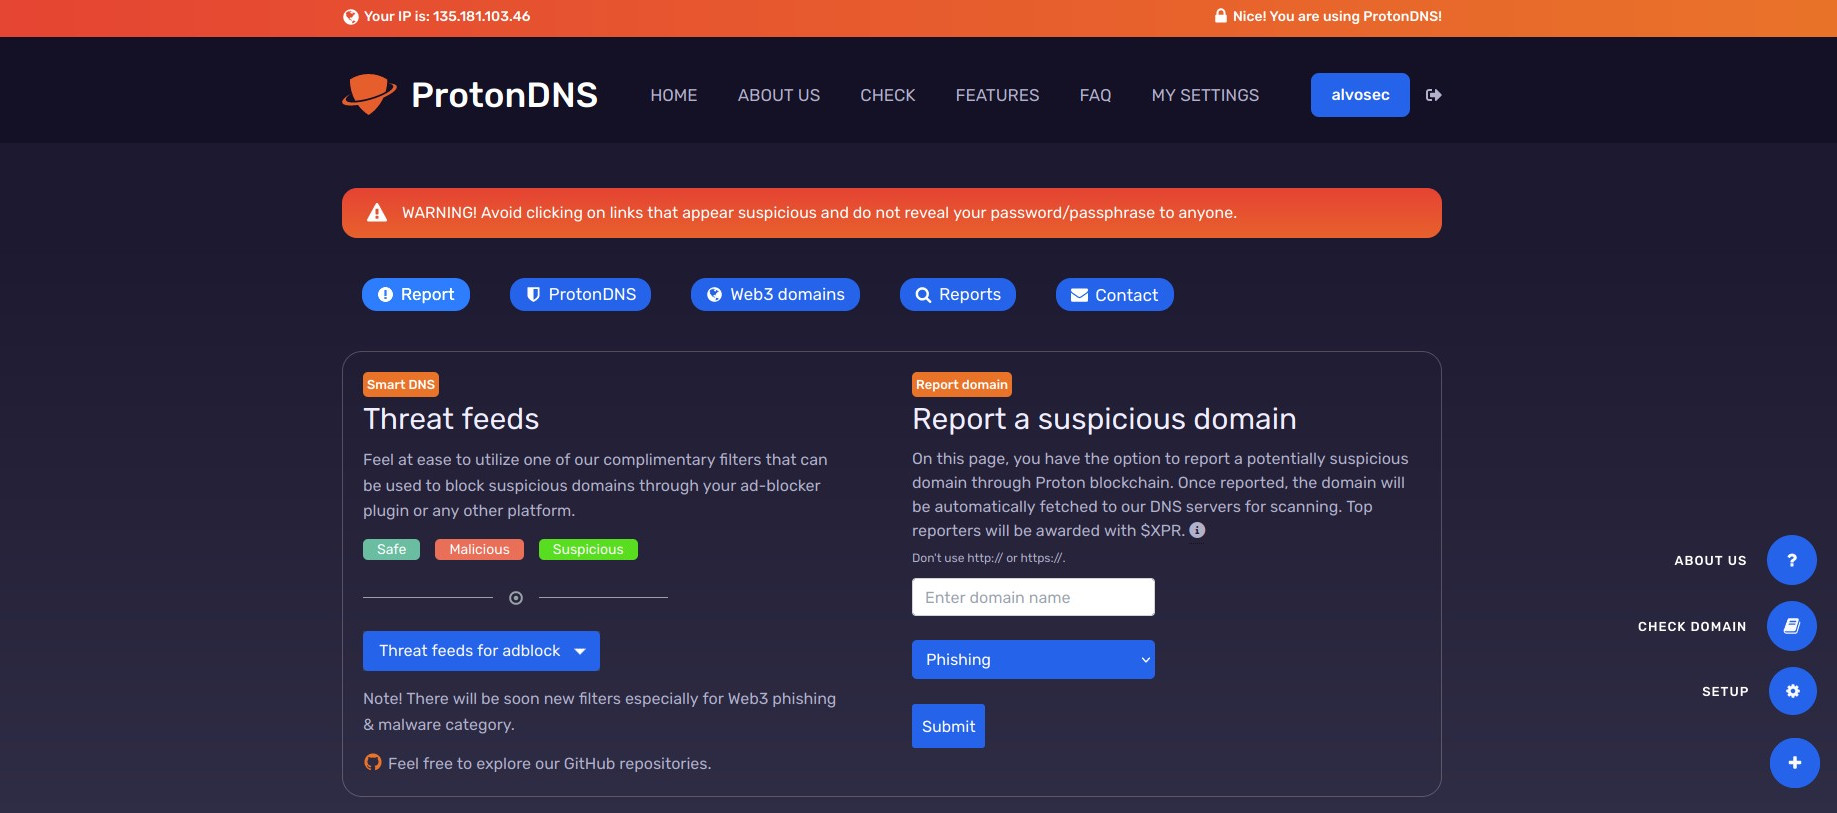 Your IP is: 135.181.103.46
Nice! You are using ProtonDNS!
ProtonDNS
HOME
ABOUT US
CHECK
FEATURES
FAQ
MY SETTINGS
alvosec
WARNING! Avoid clicking on links that appear suspicious and do not reveal your password/passphrase to anyone.
Report
ProtonDNS
Web3 domains
Reports
Contact
Smart DNS
Threat feeds
Feel at ease to utilize one of our complimentary filters that can
be used to block suspicious domains through your ad-blocker
plugin or any other platform.
Safe
Malicious
Suspicious
Threat feeds for adblock
Note! There will be soon new filters especially for Web3 phishing
& malware category.
Feel free to explore our GitHub repositories.
Report domain
Report a suspicious domain
On this page, you have the option to report a potentially suspicious
domain through Proton blockchain. Once reported, the domain will
be automatically fetched to our DNS servers for scanning. Top
reporters will be awarded with $XPR.
Don't use http:// or https://.
Enter domain name
Phishing
Submit
ABOUT US
CHECK DOMAIN
SETUP